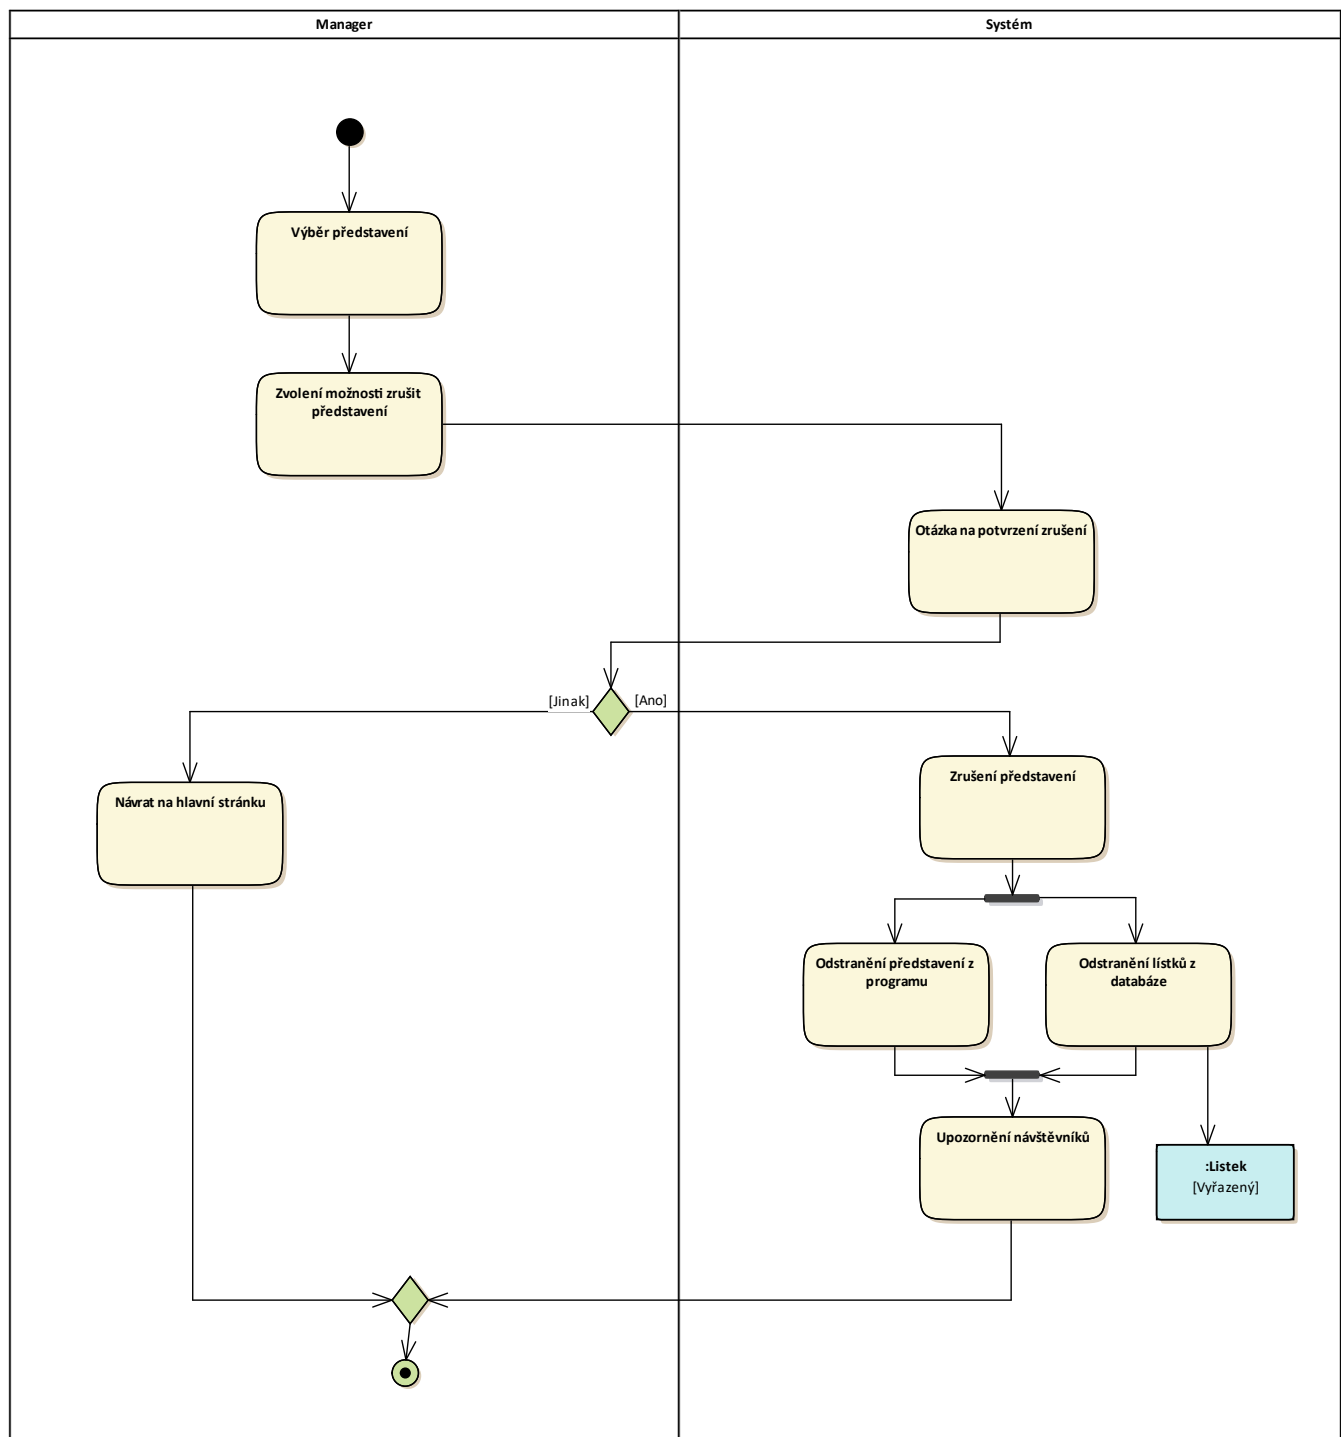 Manager
Systém
Výběr představení
Zvolení možnosti zrušit
představení
Otázka na potvrzení zrušení
[Jinak]
[Ano]
Zrušení představení
Návrat na hlavní stránku
Odstranění představení z
programu
Odstranění lístků z
databáze
Upozornění návštěvníků
:Listek
[Vyřazený]